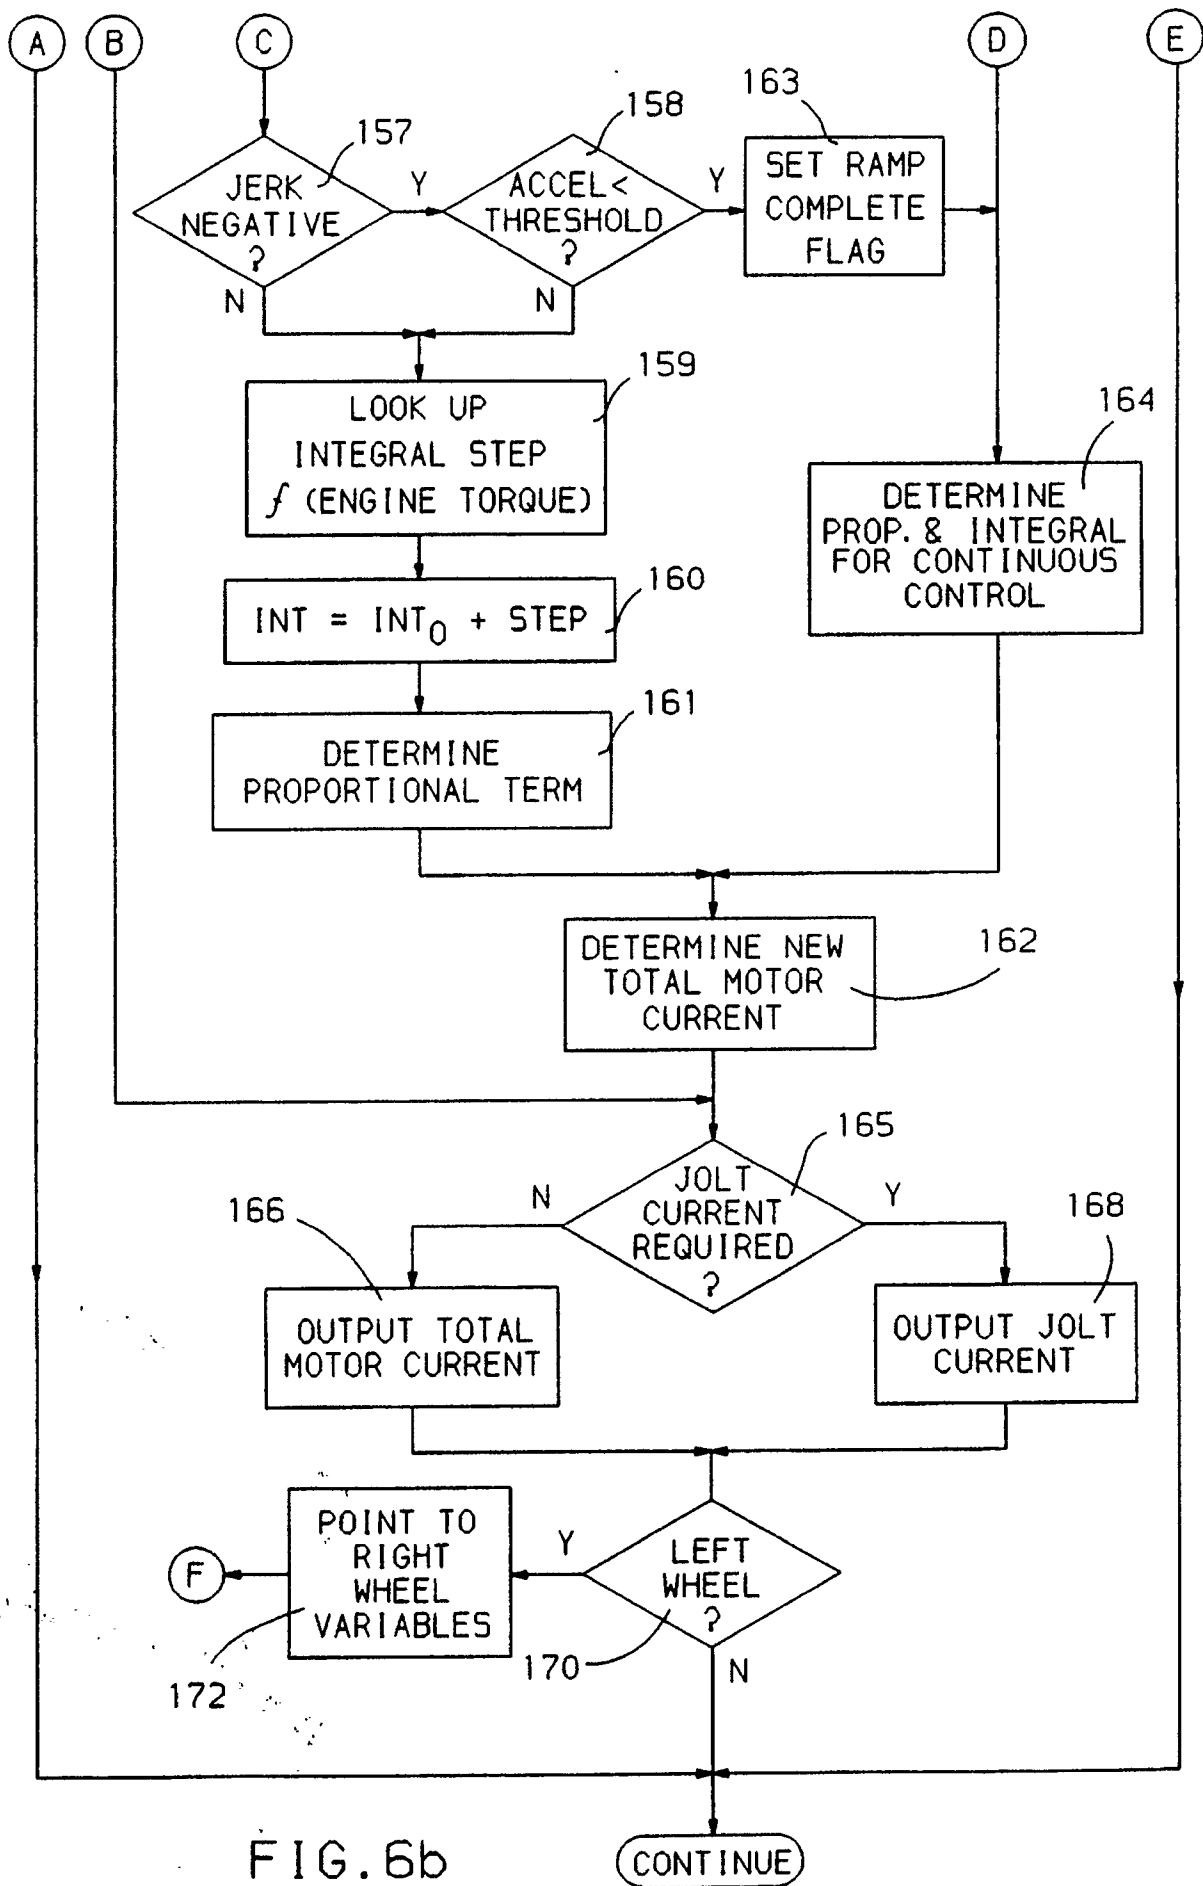 A
B
C
D
E
157
JERK
NEGATIVE
?
Y
N
158
ACCEL<
THRESHOLD
?
Y
N
163
SET RAMP
COMPLETE
FLAG
159
LOOK UP
INTEGRAL STEP
f (ENGINE TORQUE)
164
DETERMINE
PROP. & INTEGRAL
FOR CONTINUOUS
CONTROL
160
INT = INT₀ + STEP
161
DETERMINE
PROPORTIONAL TERM
162
DETERMINE NEW
TOTAL MOTOR
CURRENT
165
JOLT
CURRENT
REQUIRED
?
N
Y
166
OUTPUT TOTAL
MOTOR CURRENT
168
OUTPUT JOLT
CURRENT
F
POINT TO
RIGHT
WHEEL
VARIABLES
172
Y
LEFT
WHEEL
?
170
N
CONTINUE
FIG.6b